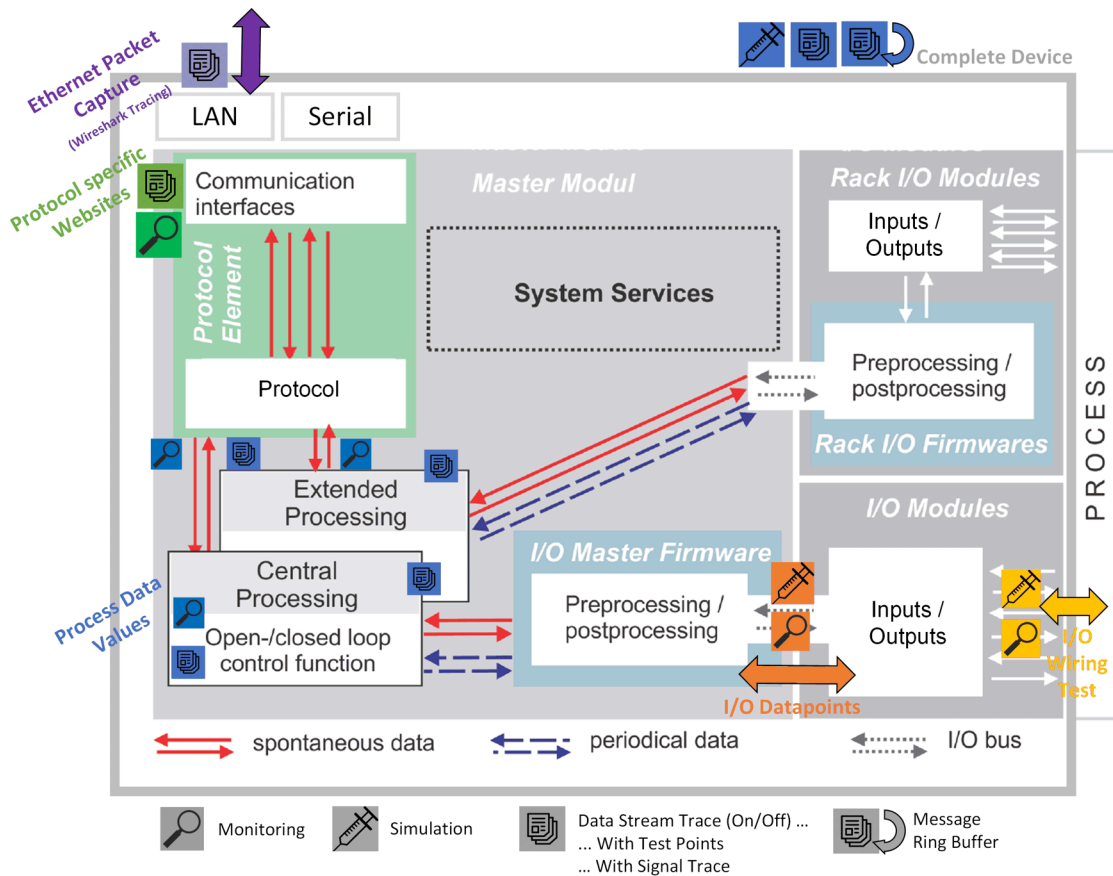 Complete Device
Ethernet Packet
Capture
(Wireshark Tracing)
LAN
Serial
Protocol specific
Websites
Communication
interfaces
Protocol
Element
Protocol
Master Modul
System Services
Rack I/O Modules
Inputs /
Outputs
Preprocessing /
postprocessing
Rack I/O Firmwares
PROCESS
Extended
Processing
Process Data
Values
Central
Processing
Open-/closed loop
control function
I/O Master Firmware
Preprocessing /
postprocessing
I/O Datapoints
I/O Modules
Inputs /
Outputs
I/O
Wiring
Test
spontaneous data
periodical data
I/O bus
Monitoring
Simulation
Data Stream Trace (On/Off) ...
... With Test Points
... With Signal Trace
Message
Ring Buffer